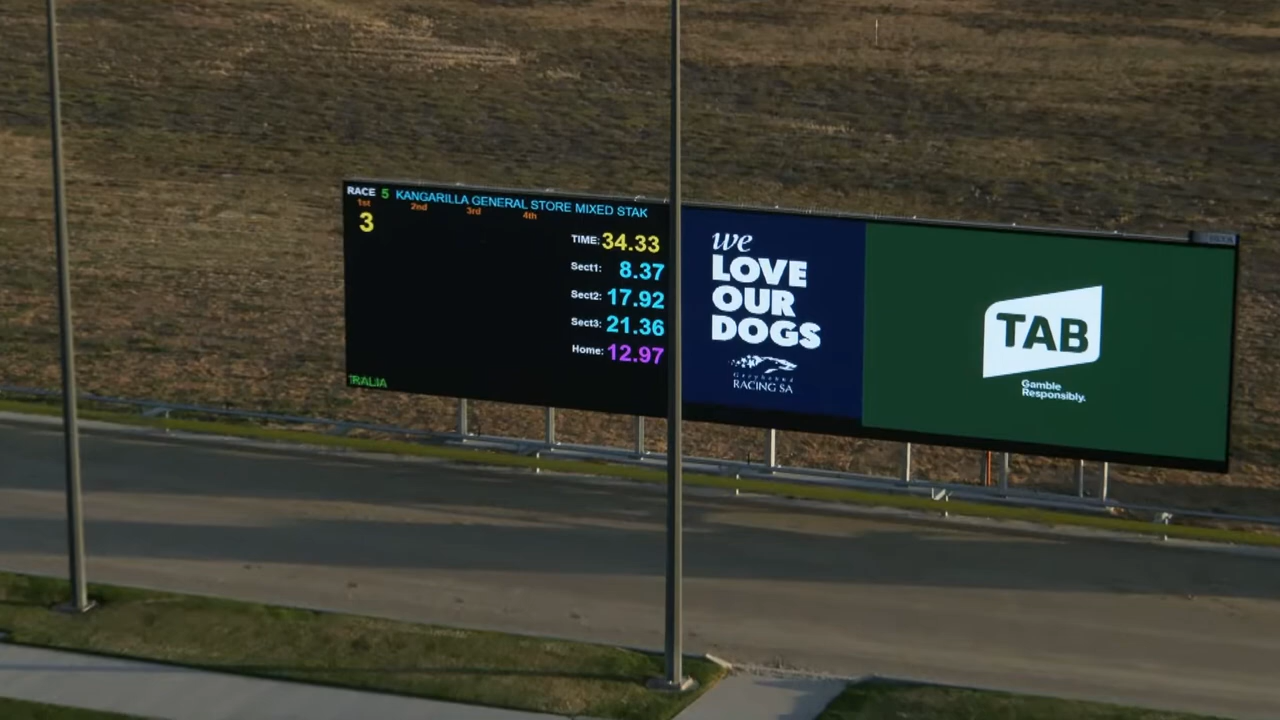 RACE 5 KANGARILLA GENERAL STORE MIXED STAK
1st 2nd 3rd 4th
3
TIME: 34.33
Sect1: 8.37
Sect2: 17.92
Sect3: 21.36
Home: 12.97
TRALIA
we
LOVE
OUR
DOGS
Greyhound
RACING SA
TAB
Gamble
Responsibly.